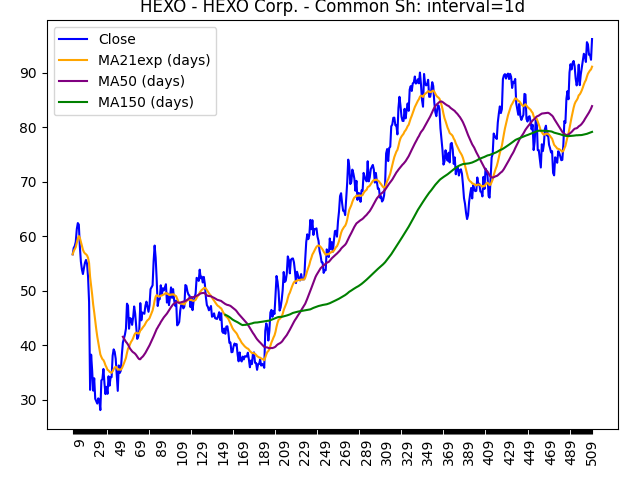 HEXO - HEXO Corp. - Common Sh: interval=1d
Close
MA21exp (days)
MA50 (days)
MA150 (days)
90
80
70
60
50
40
30
9 29 49 69 89 109 129 149 169 189 209 229 249 269 289 309 329 349 369 389 409 429 449 469 489 509